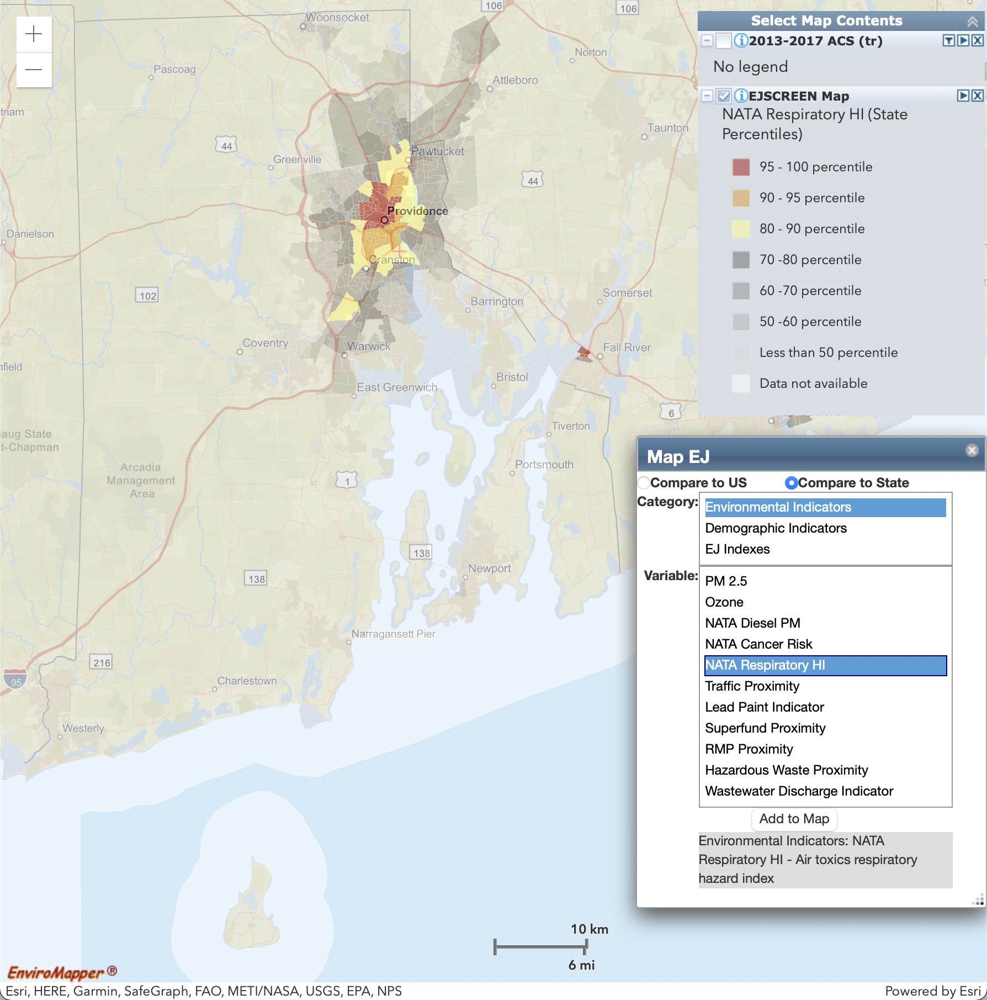 106
106
Woonsocket
Pascoag
Norton
Attleboro
tnam
Taunton
44
Pawtucket
Greenville
44
Providence
Danielson
Cranston
102
Somerset
Barrington
Coventry
Warwick
Fall River
nfield
Bristol
East Greenwich
6
Tiverton
aug State
t-Chapman
Portsmouth
Arcadia
Management
Area
1
138
Newport
138
Narragansett Pier
216
95
Charlestown
Westerly
Select Map Contents
2013-2017 ACS (tr)
No legend
EJSCREEN Map
NATA Respiratory HI (State
Percentiles)
95 - 100 percentile
90 - 95 percentile
80 - 90 percentile
70 -80 percentile
60 -70 percentile
50 -60 percentile
Less than 50 percentile
Data not available
Map EJ
Compare to US Compare to State
Category:
Environmental Indicators
Demographic Indicators
EJ Indexes
Variable:
PM 2.5
Ozone
NATA Diesel PM
NATA Cancer Risk
NATA Respiratory HI
Traffic Proximity
Lead Paint Indicator
Superfund Proximity
RMP Proximity
Hazardous Waste Proximity
Wastewater Discharge Indicator
Add to Map
Environmental Indicators: NATA
Respiratory HI - Air toxics respiratory
hazard index
10 km
6 mi
EnviroMapper ®
Esri, HERE, Garmin, SafeGraph, FAO, METI/NASA, USGS, EPA, NPS
Powered by Esri